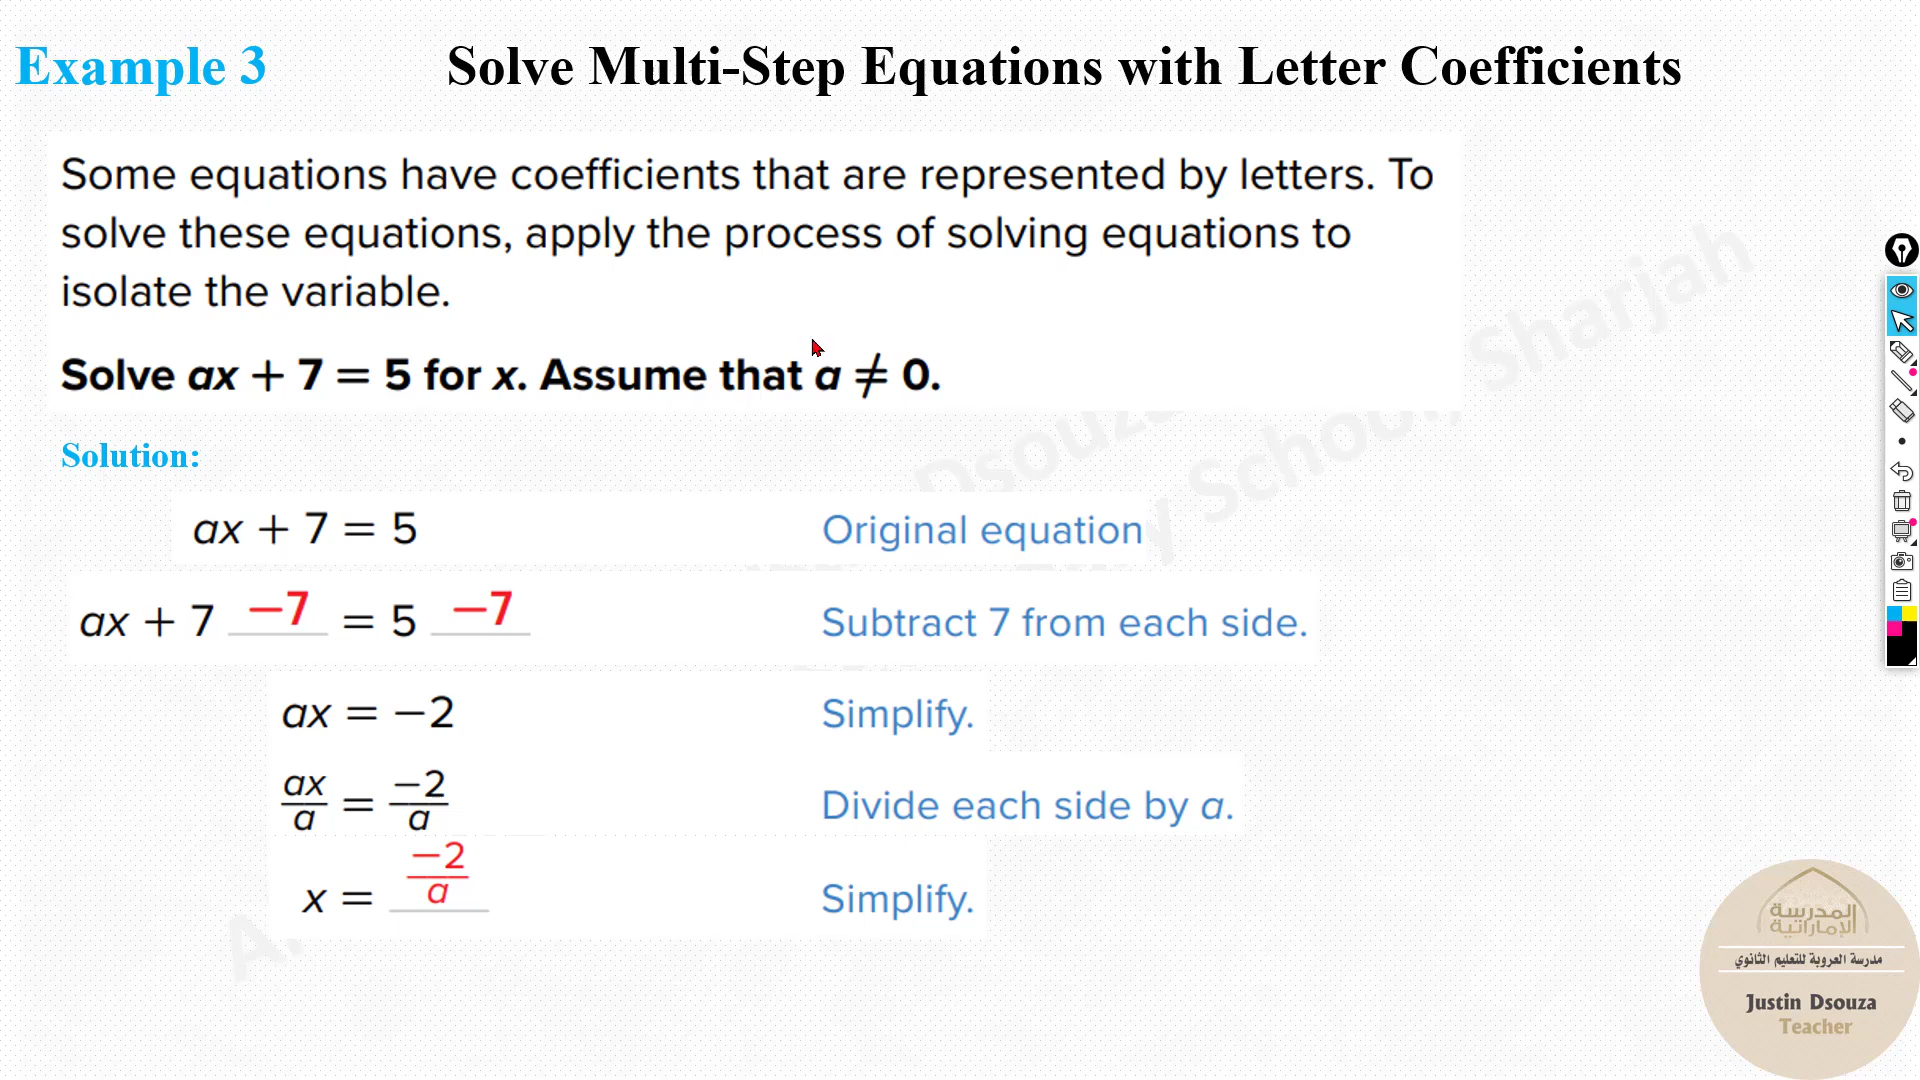 Example 3
Solve Multi-Step Equations with Letter Coefficients
Some equations have coefficients that are represented by letters. To
solve these equations, apply the process of solving equations to
isolate the variable.
Solve ax + 7 = 5 for x. Assume that a ≠ 0.
Solution:
ax + 7 = 5 Original equation
ax + 7 −7 = 5 −7 Subtract 7 from each side.
ax = −2 Simplify.
ax/a = −2/a Divide each side by a.
x = −2/a Simplify.
Dsouza
School, Sharjah
المدرسة
الإماراتية
مدرسة العروبة للتعليم الثانوي
Justin Dsouza
Teacher